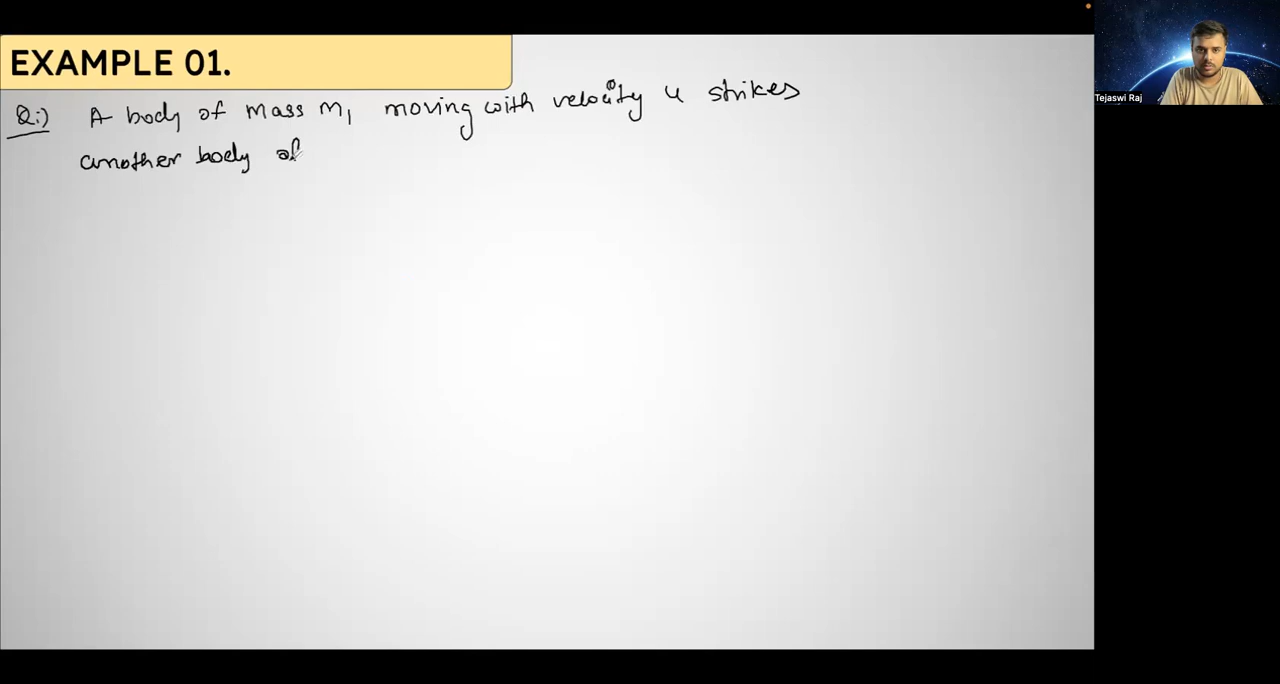 EXAMPLE 01.
Q:) A body of mass m₁ moving with velocity u strikes
another body of
Tejaswi Raj